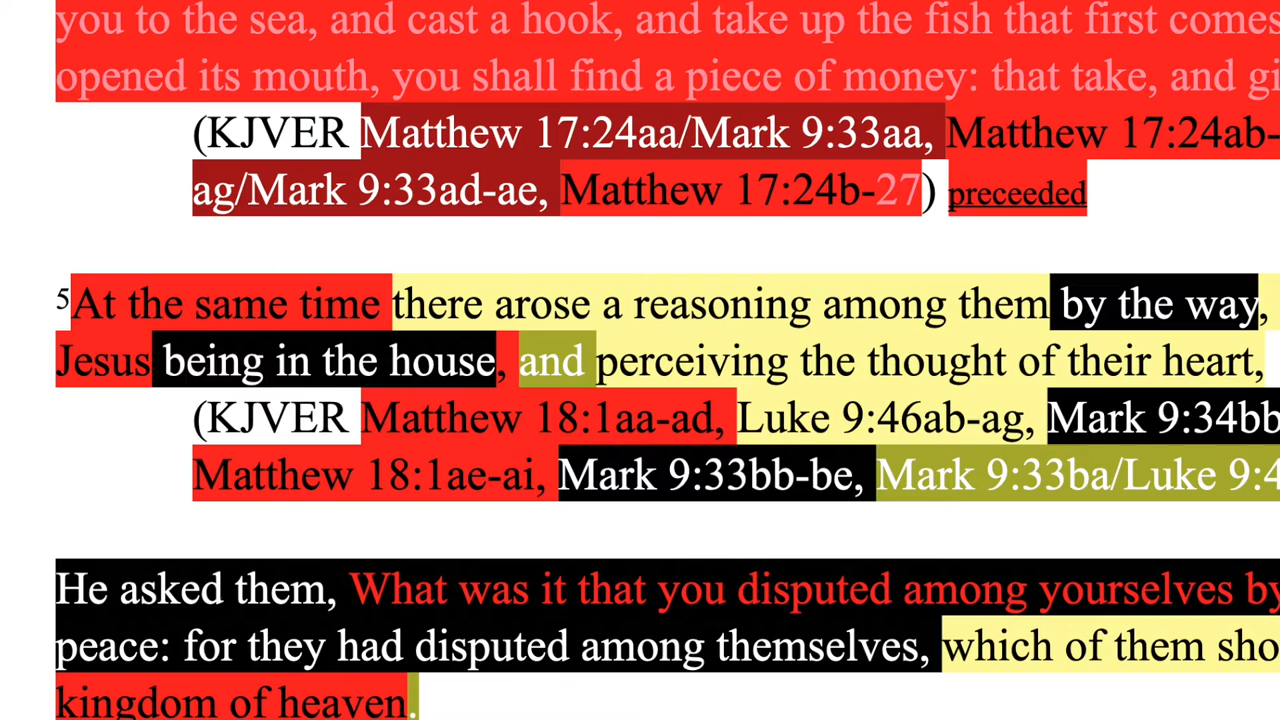 you to the sea, and cast a hook, and take up the fish that first comes
opened its mouth, you shall find a piece of money: that take, and gi
(KJVER Matthew 17:24aa/Mark 9:33aa, Matthew 17:24ab-
ag/Mark 9:33ad-ae, Matthew 17:24b-27) preceeded
5At the same time there arose a reasoning among them by the way,
Jesus being in the house, and perceiving the thought of their heart,
(KJVER Matthew 18:1aa-ad, Luke 9:46ab-ag, Mark 9:34bb
Matthew 18:1ae-ai, Mark 9:33bb-be, Mark 9:33ba/Luke 9:4
He asked them, What was it that you disputed among yourselves by
peace: for they had disputed among themselves, which of them sho
kingdom of heaven.